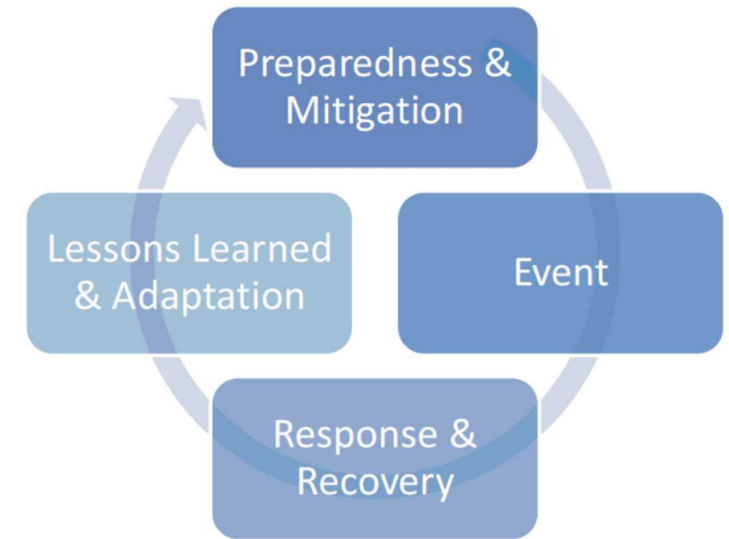 Preparedness &
Mitigation
Event
Response &
Recovery
Lessons Learned
& Adaptation